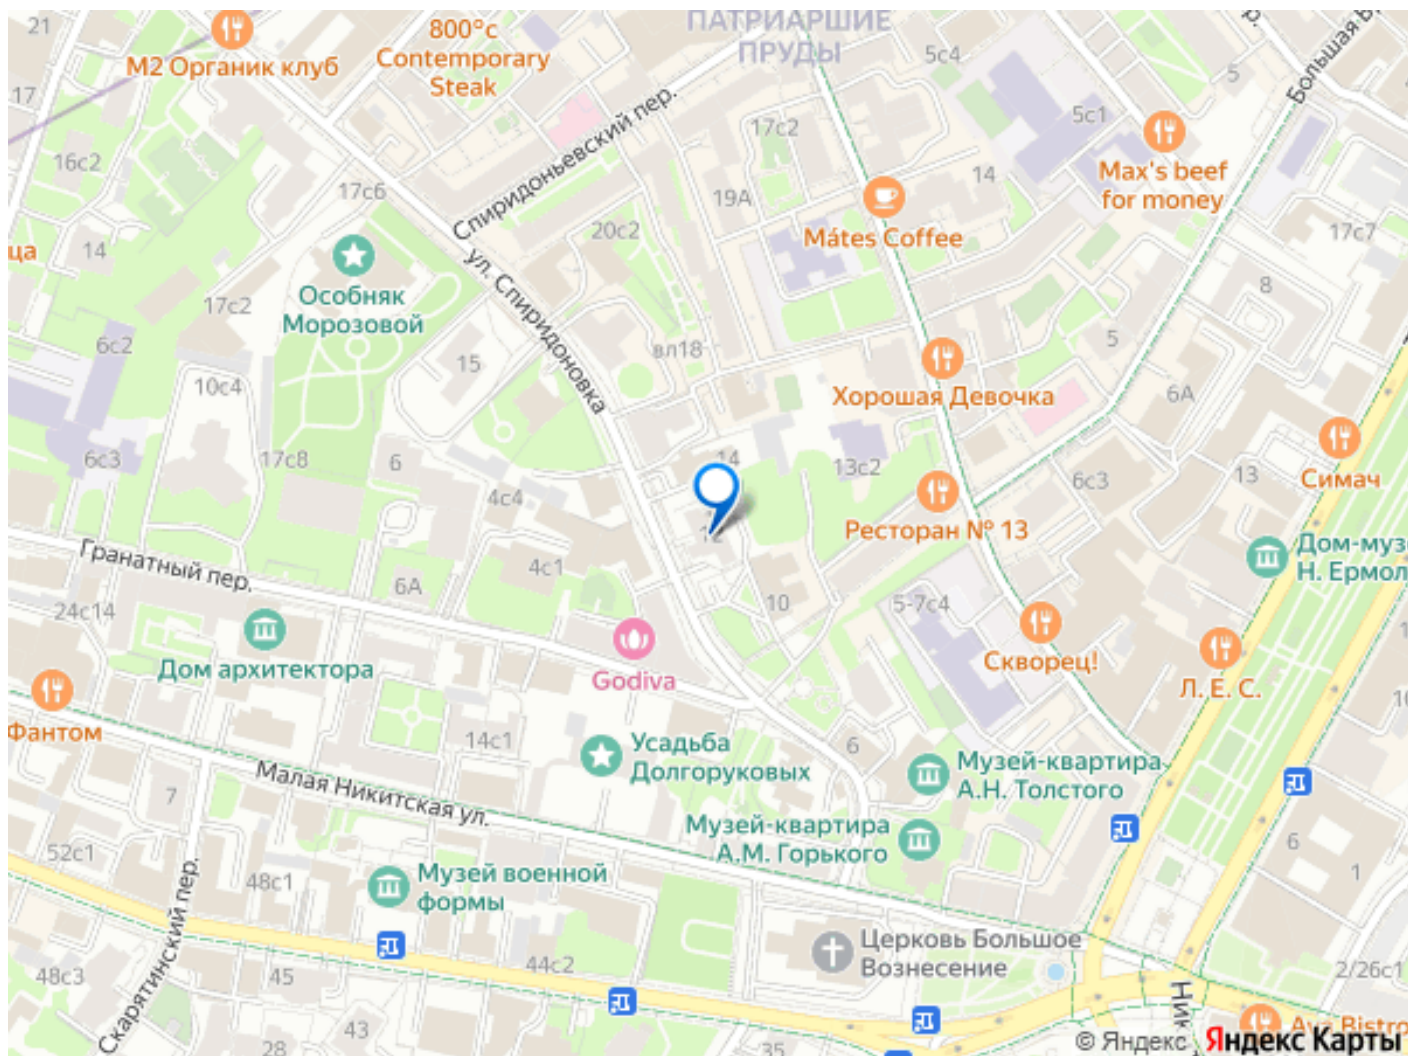 21
800°c
Contemporary
Steak
ПАТРИАРШИЕ
ПРУДЫ
5с4
Большая
М2 Органик клуб
17
5
5с1
Спиридоньевский пер.
17с2
16с2
17с6
19А
14
Max's beef
for money
20с2
Mátes Coffee
17с7
14
ул. Спиридоновка
8
Особняк
Морозовой
17с2
6с2
15
вл18
5
10с4
Хорошая Девочка
6А
6с3
17с8
6
14
13с2
4с4
6с3
13
Симач
Ресторан № 13
Гранатный пер.
4с1
6А
Дом-муз
Н. Ермол
24с14
10
5-7с4
Дом архитектора
Godiva
Скворец!
Л. Е. С.
Фантом
14с1
Усадьба
Долгоруковых
6
Музей-квартира
А.Н. Толстого
Малая Никитская ул.
7
Музей-квартира
А.М. Горького
6
1
52с1
48с1
Музей военной
формы
Скарятинский пер.
Церковь Большое
Вознесение
48с3
45
44с2
2/26с1
Ник
43
28
35
Ava Bistro
© Яндекс Яндекс Карты